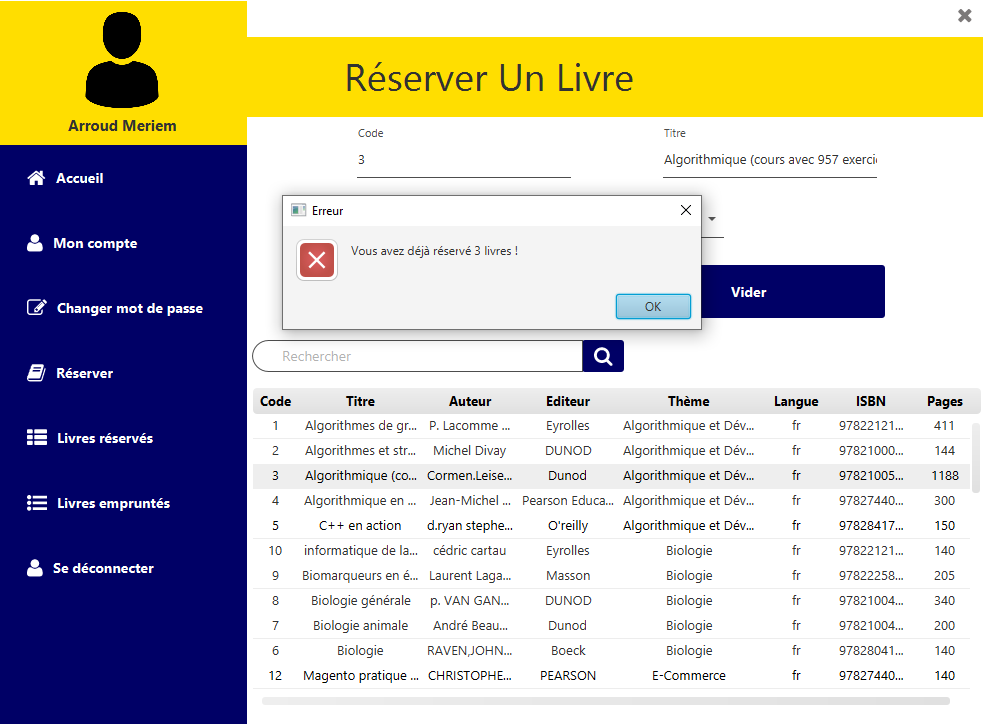 Arroud Meriem
Accueil
Mon compte
Changer mot de passe
Réserver
Livres réservés
Livres empruntés
Se déconnecter
Réserver Un Livre
Code
Titre
3
Algorithmique (cours avec 957 exerci
Erreur
Vous avez déjà réservé 3 livres !
OK
Vider
Rechercher
Code Titre Auteur Editeur Thème Langue ISBN Pages
1 Algorithmes de gr... P. Lacomme ... Eyrolles Algorithmique et Dév... fr 97822121... 411
2 Algorithmes et str... Michel Divay DUNOD Algorithmique et Dév... fr 97821000... 144
3 Algorithmique (co... Cormen.Leise... Dunod Algorithmique et Dév... fr 97821005... 1188
4 Algorithmique en ... Jean-Michel ... Pearson Educa... Algorithmique et Dév... fr 97827440... 300
5 C++ en action d.ryan stephe... O'reilly Algorithmique et Dév... fr 97828417... 150
10 informatique de la... cédric cartau Eyrolles Biologie fr 97822121... 140
9 Biomarqueurs en é... Laurent Laga... Masson Biologie fr 97822258... 205
8 Biologie générale p. VAN GAN... DUNOD Biologie fr 97821004... 340
7 Biologie animale André Beau... Dunod Biologie fr 97821004... 200
6 Biologie RAVEN,JOHN... Boeck Biologie fr 97828041... 140
12 Magento pratique ... CHRISTOPHE... PEARSON E-Commerce fr 97827440... 140